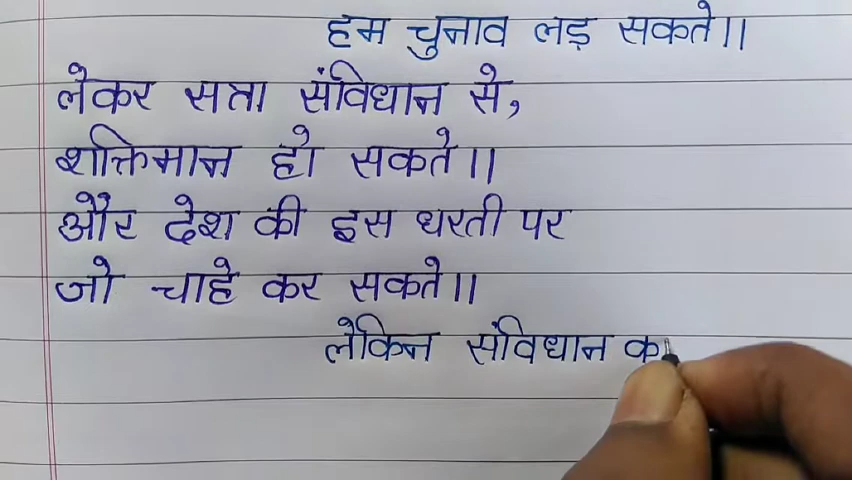 हम चुनाव लड़ सकते।।
लेकर सता संविधान से,
शक्तिमान हो सकते।।
और देश की इस धरती पर
जो चाहे कर सकते।।
लेकिन संविधान क